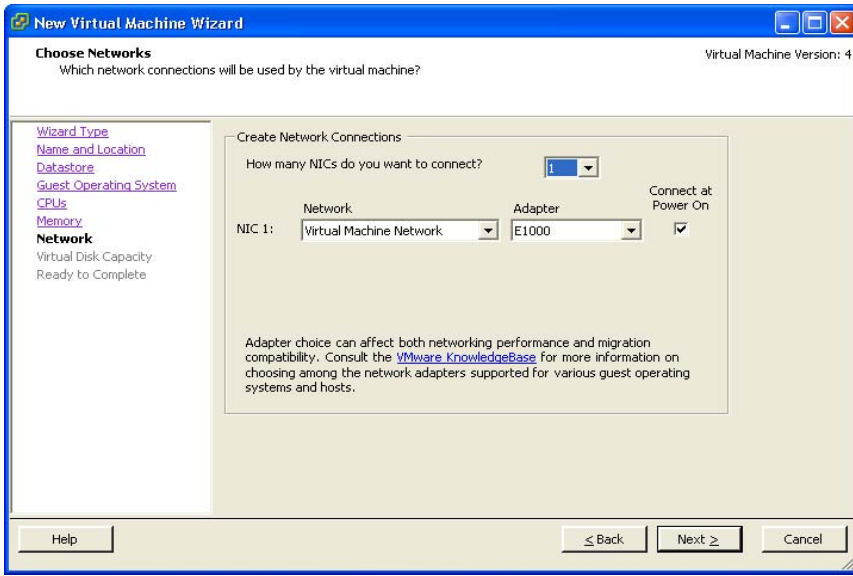 New Virtual Machine Wizard
Choose Networks
Which network connections will be used by the virtual machine?
Virtual Machine Version: 4
Wizard Type
Name and Location
Datastore
Guest Operating System
CPUs
Memory
Network
Virtual Disk Capacity
Ready to Complete
Create Network Connections
How many NICs do you want to connect?
1
Network
Adapter
Connect at
Power On
NIC 1:
Virtual Machine Network
E1000
Adapter choice can affect both networking performance and migration
compatibility. Consult the VMware KnowledgeBase for more information on
choosing among the network adapters supported for various guest operating
systems and hosts.
Help
< Back
Next >
Cancel